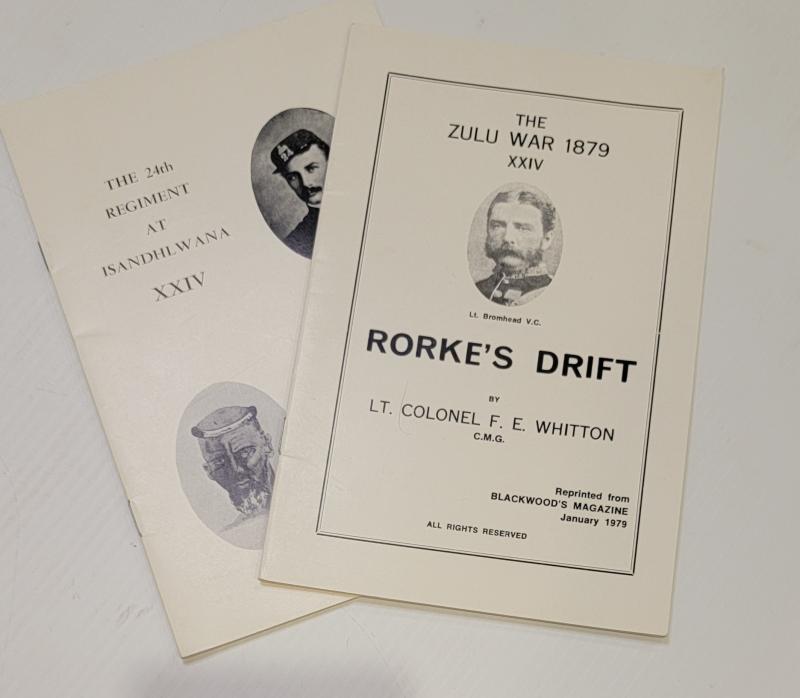 THE 24th
REGIMENT
AT
ISANDHLWANA
XXIV
THE
ZULU WAR 1879
XXIV
Lt. Bromhead V.C.
RORKE'S DRIFT
BY
LT. COLONEL F. E. WHITTON
C.M.G.
Reprinted from
BLACKWOOD'S MAGAZINE
January 1979
ALL RIGHTS RESERVED